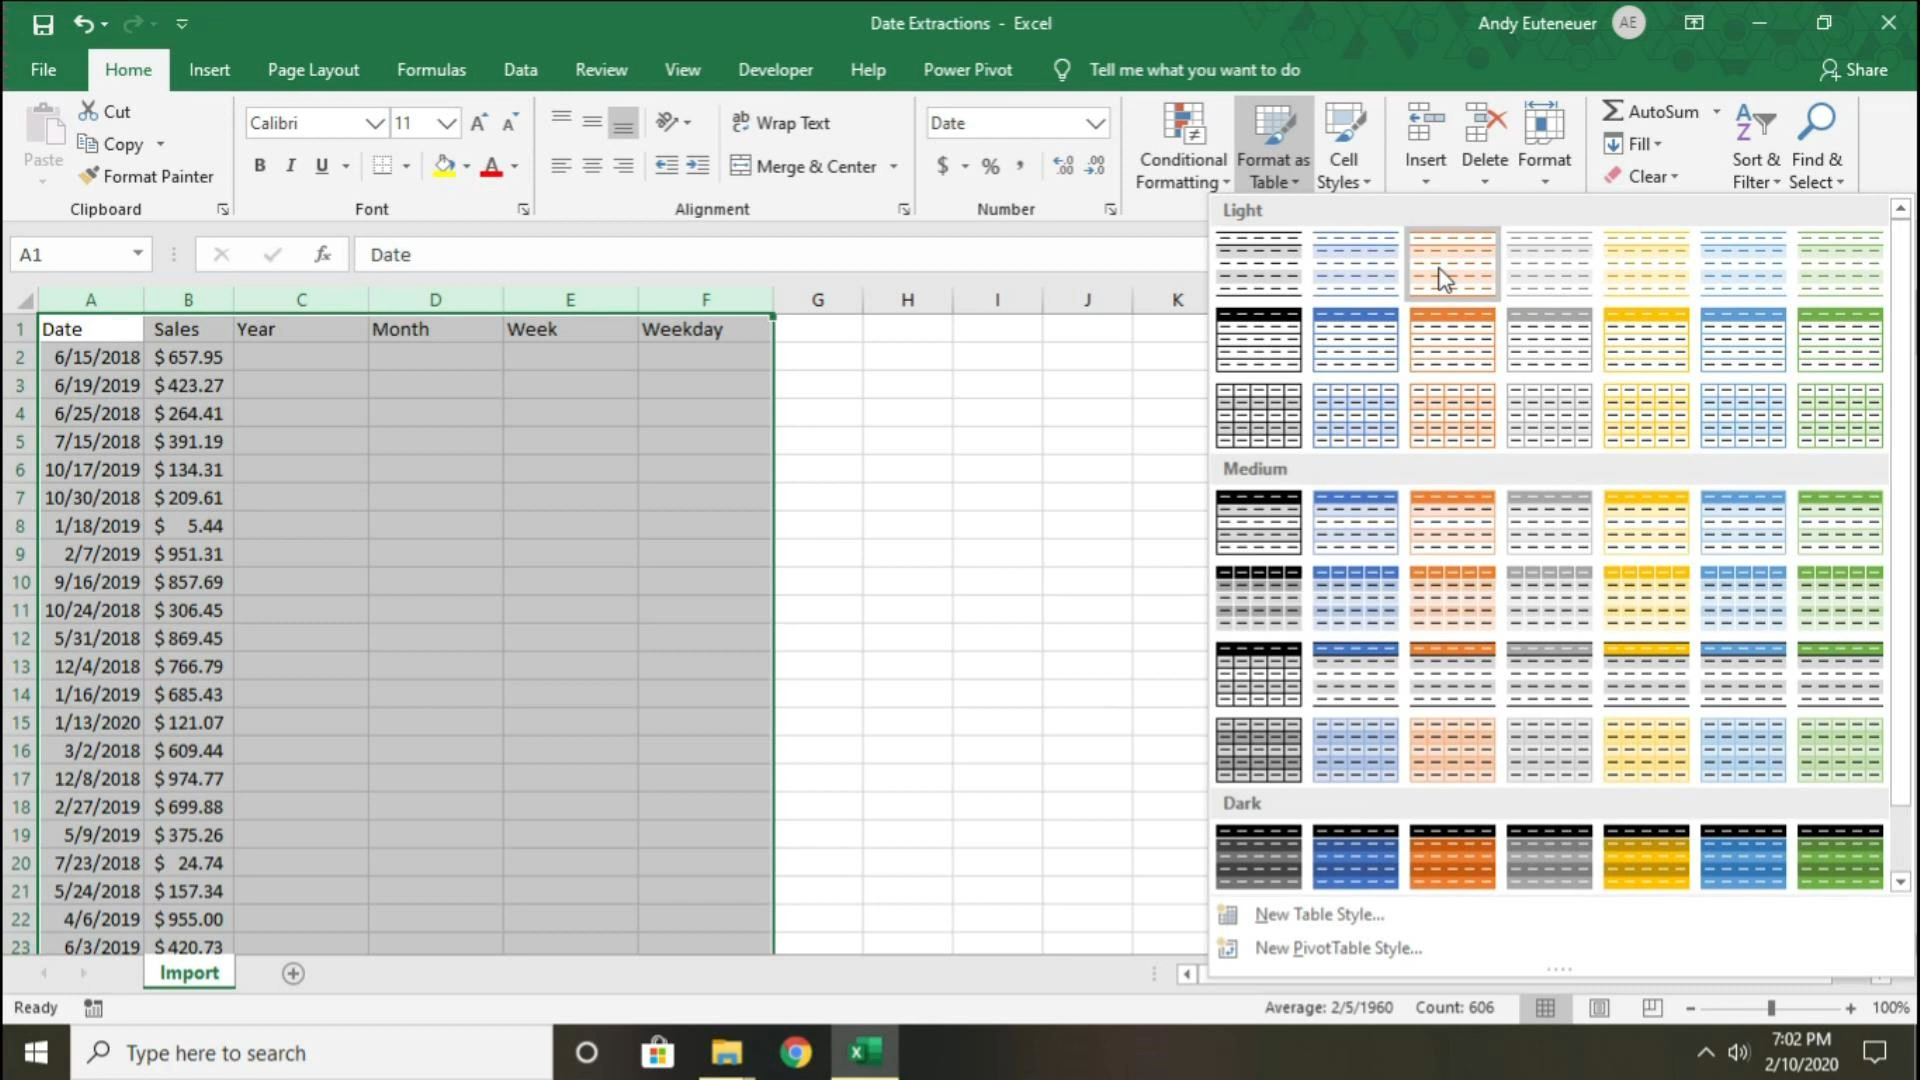 Date Extractions - Excel
Andy Euteneuer
AE
File Home Insert Page Layout Formulas Data Review View Developer Help Power Pivot Tell me what you want to do Share
Paste
Cut
Copy
Format Painter
Clipboard
Calibri 11
B I U
Font
ab Wrap Text
Merge & Center
Alignment
Date
$ % ,
Number
Conditional Formatting
Format as Table
Cell Styles
Insert
Delete
Format
AutoSum
Fill
Clear
Sort & Filter
Find & Select
A1 fx Date
A B C D E F G H I J K
1 Date Sales Year Month Week Weekday
2 6/15/2018 $ 657.95
3 6/19/2019 $ 423.27
4 6/25/2018 $ 264.41
5 7/15/2018 $ 391.19
6 10/17/2019 $ 134.31
7 10/30/2018 $ 209.61
8 1/18/2019 $ 5.44
9 2/7/2019 $ 951.31
10 9/16/2019 $ 857.69
11 10/24/2018 $ 306.45
12 5/31/2018 $ 869.45
13 12/4/2018 $ 766.79
14 1/16/2019 $ 685.43
15 1/13/2020 $ 121.07
16 3/2/2018 $ 609.44
17 12/8/2018 $ 974.77
18 2/27/2019 $ 699.88
19 5/9/2019 $ 375.26
20 7/23/2018 $ 24.74
21 5/24/2018 $ 157.34
22 4/6/2019 $ 955.00
23 6/3/2019 $ 420.73
Light
Medium
Dark
New Table Style...
New PivotTable Style...
Import
Ready
Average: 2/5/1960 Count: 606
100%
Type here to search
7:02 PM
2/10/2020